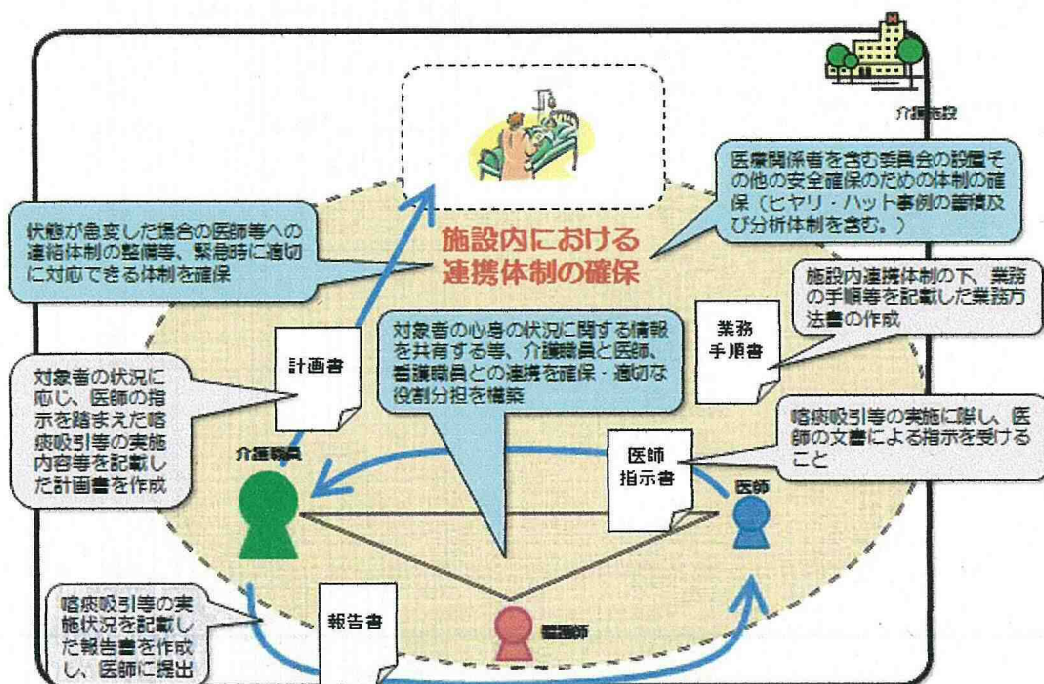 介護施設
医療関係者を含む委員会の設置そ
の他の安全確保のための体制の確
保(ヒヤリ・ハット事例の蓄積及
び分析体制を含む。)
状態が急変した場合の医師等への
連絡体制の整備等、緊急時に適切
に対応できる体制を確保
施設内における
連携体制の確保
施設内連携体制の下、業務
の手順等を記載した業務方
法書の作成
計画書
対象者の心身の状況に関する情報
を共有する等、介護職員と医師、
看護職員との連携を確保・適切な
役割分担を構築
業務
手順書
対象者の状況に
応じ、医師の指
示を踏まえた喀
痰吸引等の実施
内容等を記載し
た計画書を作成
喀痰吸引等の実施に際し、医
師の文書による指示を受ける
こと
介護職員
医師
指示書
医師
喀痰吸引等の実
施状況を記載し
た報告書を作成
し、医師に提出
報告書
看護師